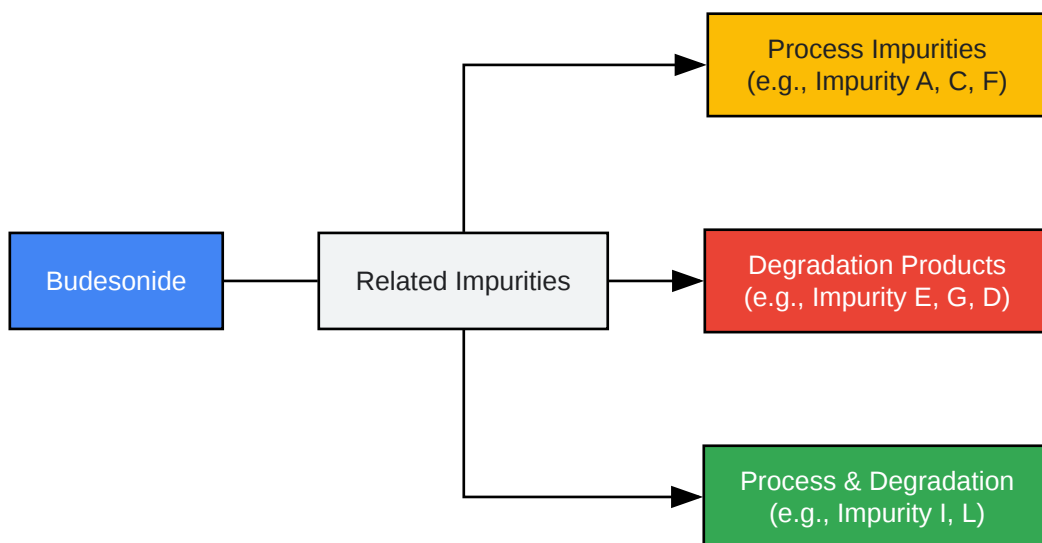 Process Impurities
(e.g., Impurity A, C, F)
Budesonide
Related Impurities
Degradation Products
(e.g., Impurity E, G, D)
Process & Degradation
(e.g., Impurity I, L)